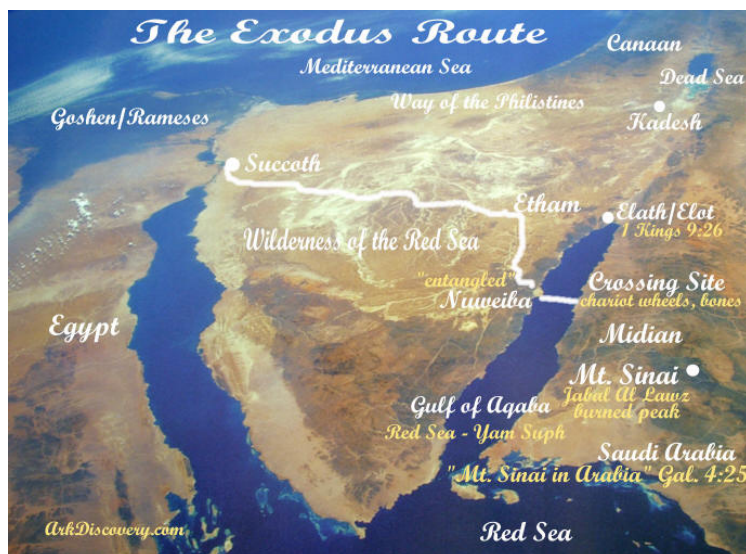 The Exodus Route
Canaan
Mediterranean Sea
Dead Sea
Way of the Philistines
Goshen/Rameses
Kadesh
Succoth
Etham
Elath/Elot
1 Kings 9:26
Wilderness of the Red Sea
"entangled"
Nuweiba
Crossing Site
chariot wheels, bones
Egypt
Midian
Mt. Sinai
Jabal Al Lawz
burned peak
Gulf of Aqaba
Red Sea - Yam Suph
Saudi Arabia
"Mt. Sinai in Arabia" Gal. 4:25
ArkDiscovery.com
Red Sea